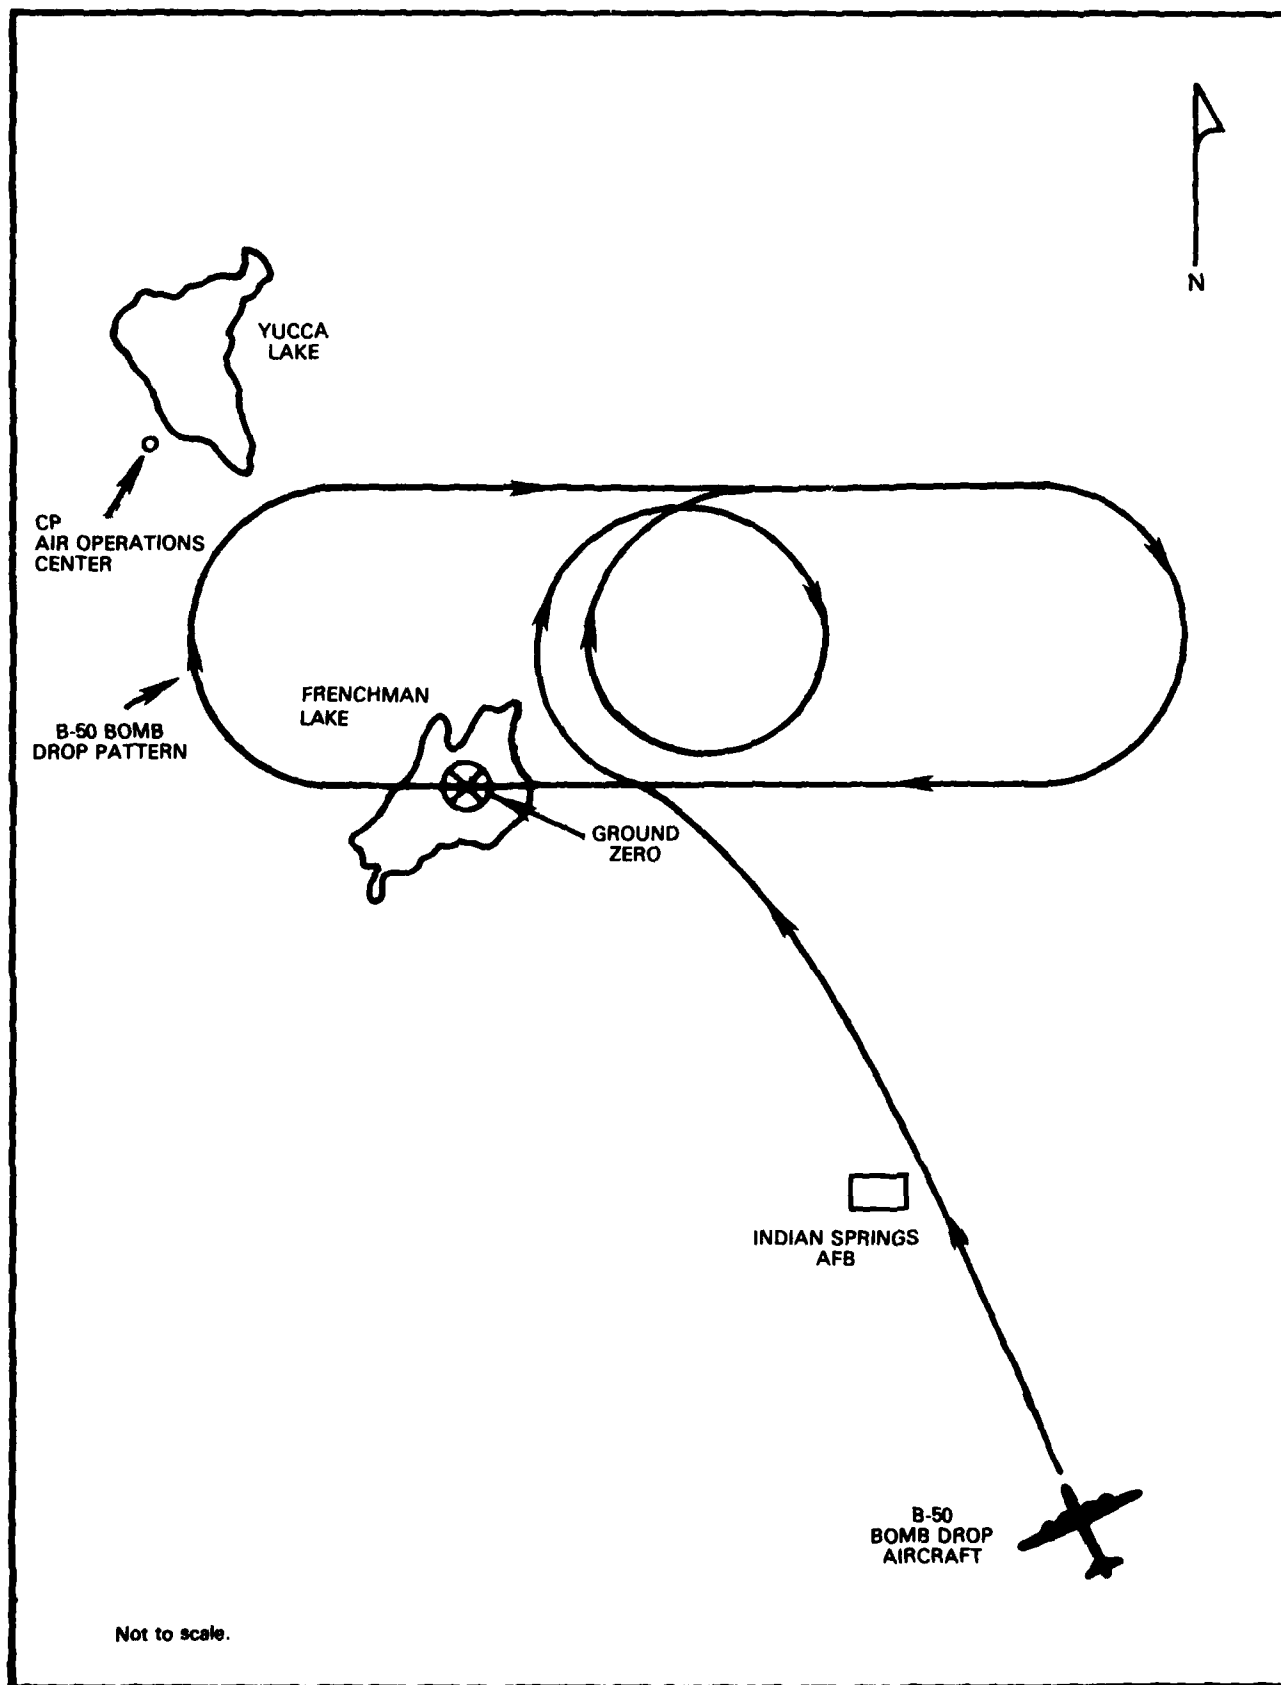 N
YUCCA
LAKE
CP
AIR OPERATIONS
CENTER
FRENCHMAN
LAKE
B-50 BOMB
DROP PATTERN
GROUND
ZERO
INDIAN SPRINGS
AFB
B-50
BOMB DROP
AIRCRAFT
Not to scale.